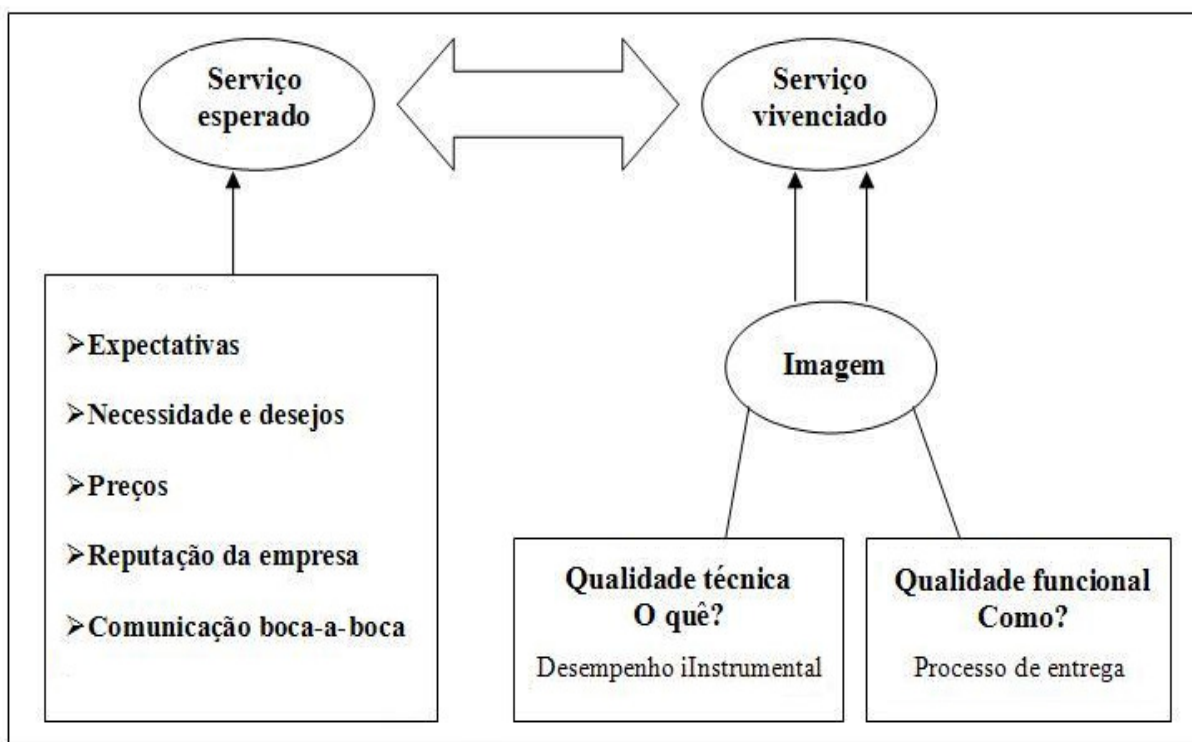 Serviço
esperado
Serviço
vivenciado
➢Expectativas
➢Necessidade e desejos
➢Preços
➢Reputação da empresa
➢Comunicação boca-a-boca
Imagem
Qualidade técnica
O quê?
Desempenho iInstrumental
Qualidade funcional
Como?
Processo de entrega